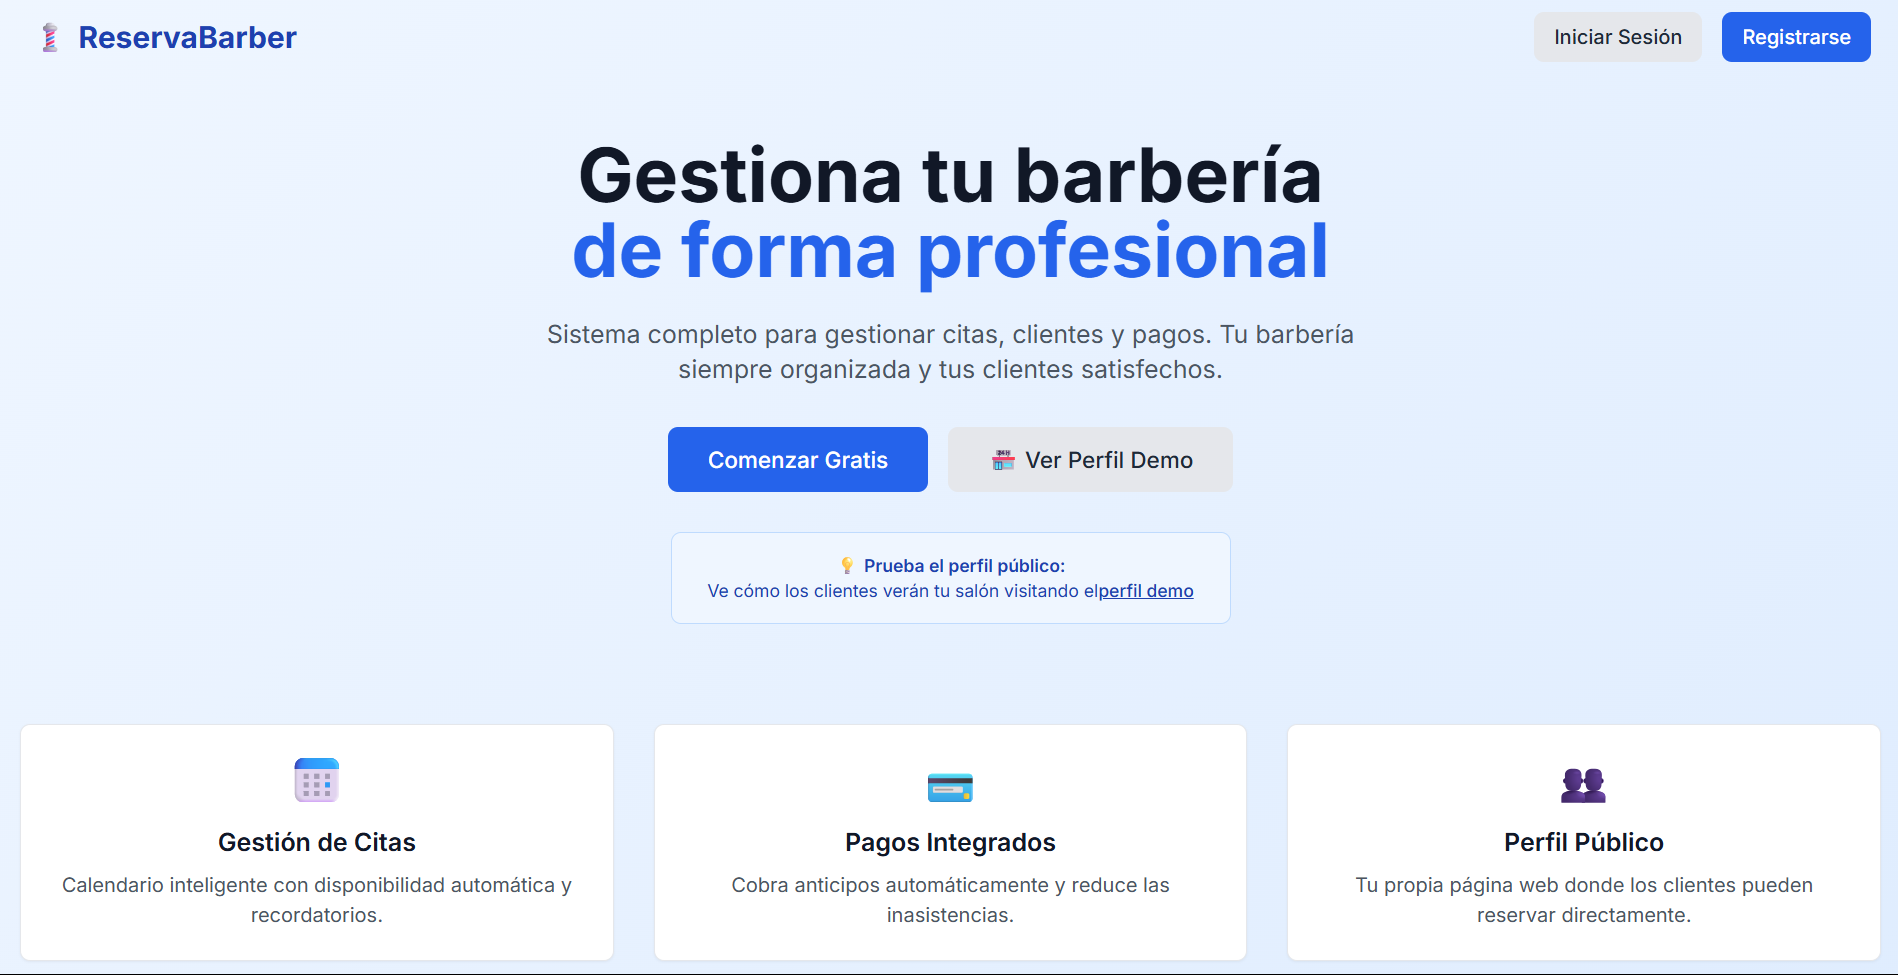 ReservaBarber
Iniciar Sesión
Registrarse
Gestiona tu barbería
de forma profesional
Sistema completo para gestionar citas, clientes y pagos. Tu barbería
siempre organizada y tus clientes satisfechos.
Comenzar Gratis
Ver Perfil Demo
Prueba el perfil público:
Ve cómo los clientes verán tu salón visitando elperfil demo
Gestión de Citas
Calendario inteligente con disponibilidad automática y
recordatorios.
Pagos Integrados
Cobra anticipos automáticamente y reduce las
inasistencias.
Perfil Público
Tu propia página web donde los clientes pueden
reservar directamente.